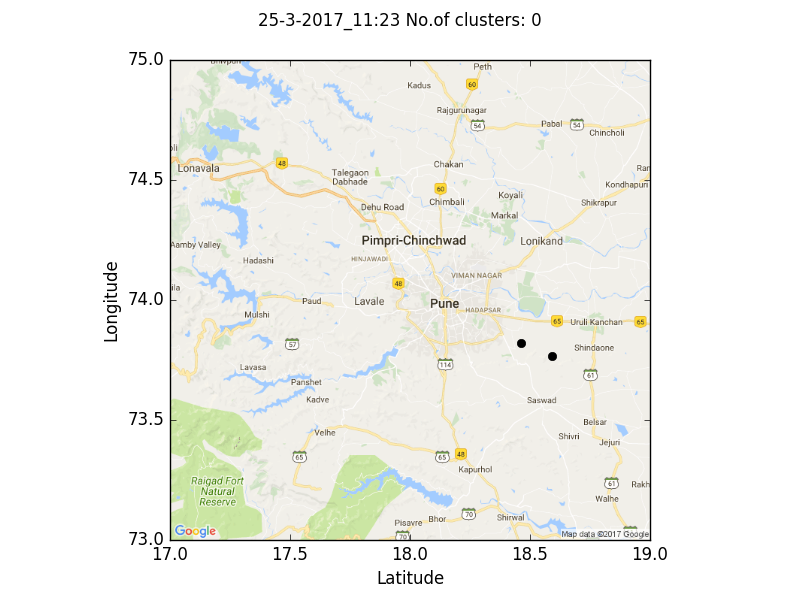 25-3-2017_11:23 No.of clusters: 0
75.0
74.5
74.0
73.5
73.0
Longitude
17.0
17.5
18.0
18.5
19.0
Latitude
Peth
Kadus
60
Rajgurunagar
54
Pabal
54
Chincholi
48
Lonavala
Chakan
Talegaon
Dabhade
60
Kondhapuri
Koyali
Chimbali
Shikrapur
Dehu Road
Markal
Pimpri-Chinchwad
Lonikand
Aamby Valley
Hadashi
HINJAWADI
VIMAN NAGAR
48
Paud
Lavale
Pune
HADAPSAR
Mulshi
65
Uruli Kanchan
65
57
Shindaone
Lavasa
114
61
Panshet
Kadve
Saswad
Belsar
Velhe
Shivri
Jejuri
65
65
48
Kapurhol
Raigad Fort
Natural
Reserve
61
Rakh
Walhe
70
Pisavre
Bhor
Shirwal
70
Google
Map data ©2017 Google